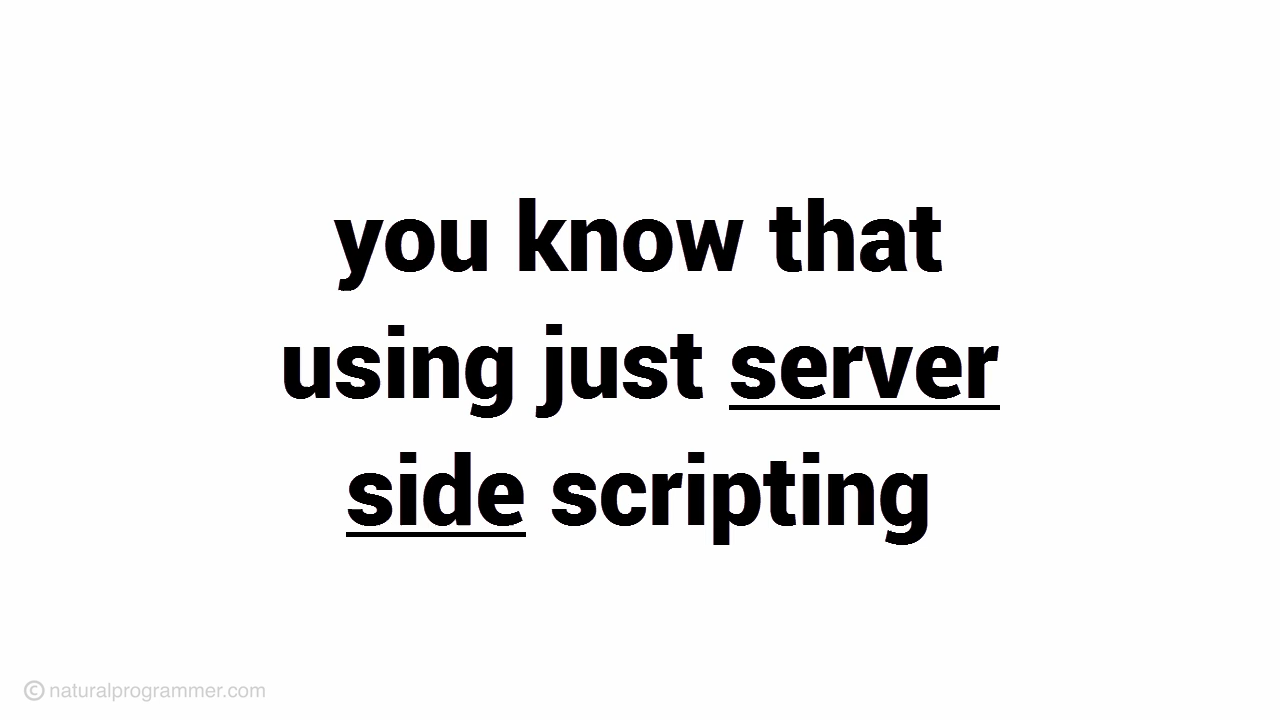 you know that
using just server
side scripting
© naturalprogrammer.com